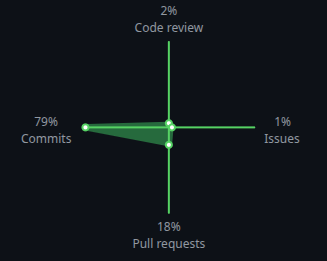 2%
Code review
79%
Commits
1%
Issues
18%
Pull requests